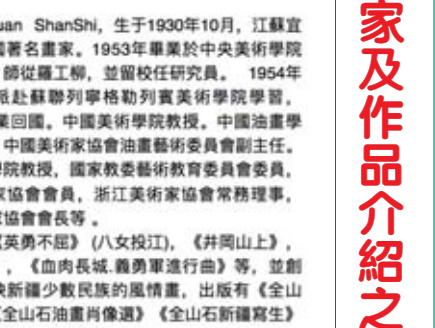 uan ShanShi，生于1930年10月，江蘇宜
國著名畫家。1953年畢業於中央美術學院
師從羅工柳，並留校任研究員。 1954年
派赴蘇聯列寧格勒列賓美術學院學習，
業回國。中國美術學院教授。中國油畫學
中國美術家協會油畫藝術委員會副主任。
學院教授，國家教委藝術教育委員會委員，
家協會會員，浙江美術家協會常務理事，
家協會會長等 。
《英勇不屈》 (八女投江)，《井岡山上》，
，《血肉長城.義勇軍進行曲》等，並創
映新疆少數民族的風情畫，出版有《全山
《全山石油畫肖像選》《全山石新疆寫生》
家及作品介紹之